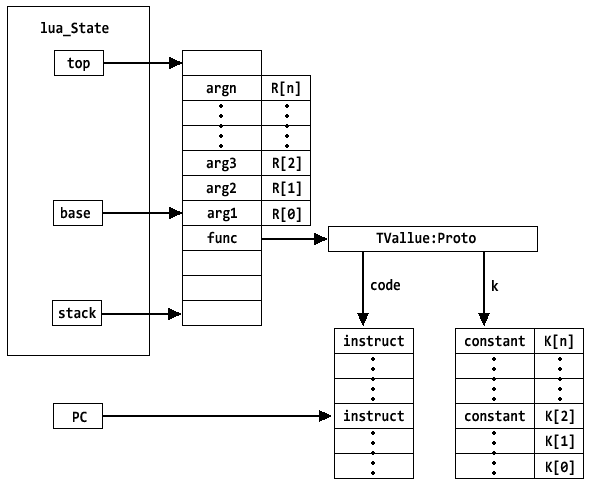 lua_State
top
argn R[n]
arg3 R[2]
arg2 R[1]
base arg1 R[0]
func TVallue:Proto
code k
stack
instruct constant K[n]
PC instruct constant K[2]
K[1]
K[0]